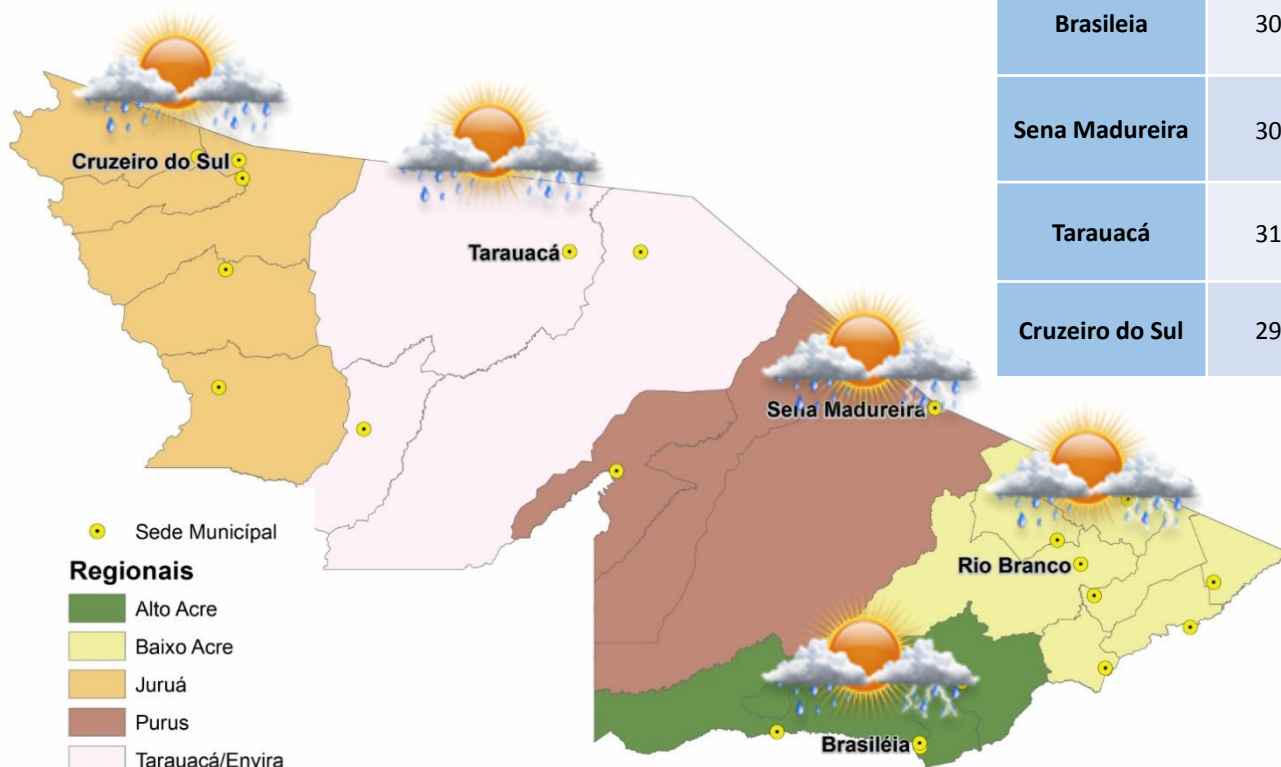 Brasileia 30
Sena Madureira 30
Tarauacá 31
Cruzeiro do Sul 29
Cruzeiro do Sul
Tarauacá
Sena Madureira
Rio Branco
Brasiléia
Sede Municípal
Regionais
Alto Acre
Baixo Acre
Juruá
Purus
Tarauacá/Envira